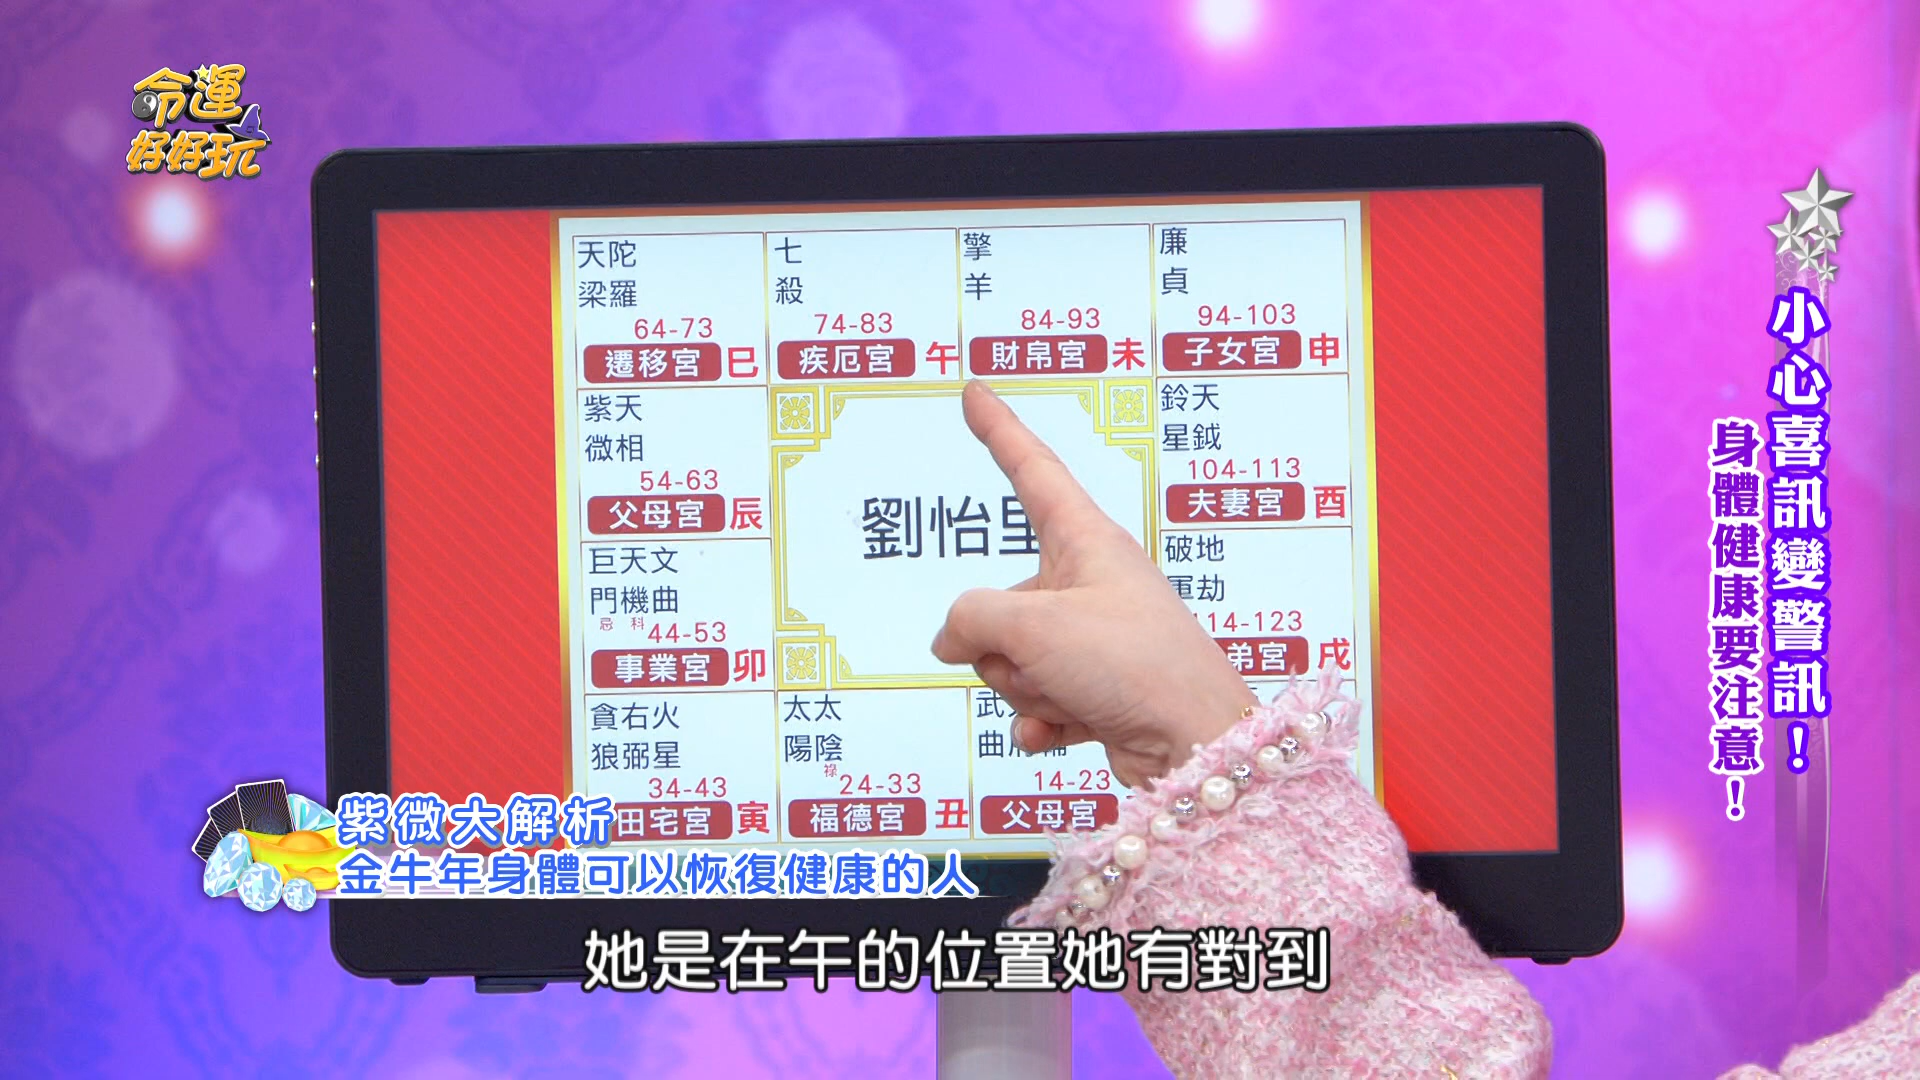 命運
好好玩
小心喜訊變警訊！
身體健康要注意！
天陀
梁羅
64-73
遷移宮 巳
七
殺
74-83
疾厄宮 午
擎
羊
84-93
財帛宮 未
廉
貞
94-103
子女宮 申
紫天
微相
54-63
父母宮 辰
鈴天
星鉞
104-113
夫妻宮 酉
劉怡里
巨天文
門機曲
忌 科
44-53
事業宮 卯
破地
軍劫
114-123
弟宮 戌
貪右火
狼弼星
34-43
田宅宮 寅
太太
陽陰
祿
24-33
福德宮 丑
武
曲府輔
14-23
父母宮
紫微大解析
金牛年身體可以恢復健康的人
她是在午的位置她有對到